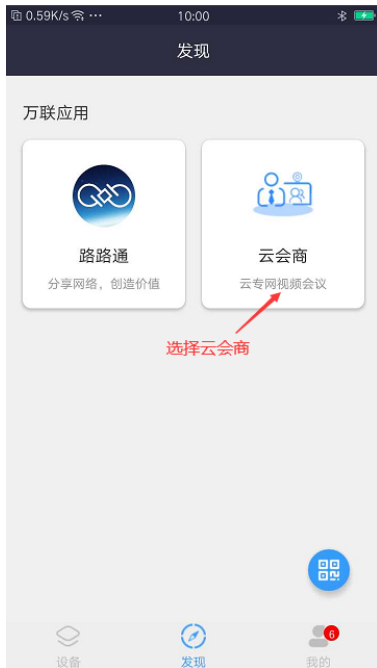 0.59K/s ··· 10:00
发现
万联应用
路路通 云会商
分享网络，创造价值 云专网视频会议
选择云会商
6
设备 发现 我的